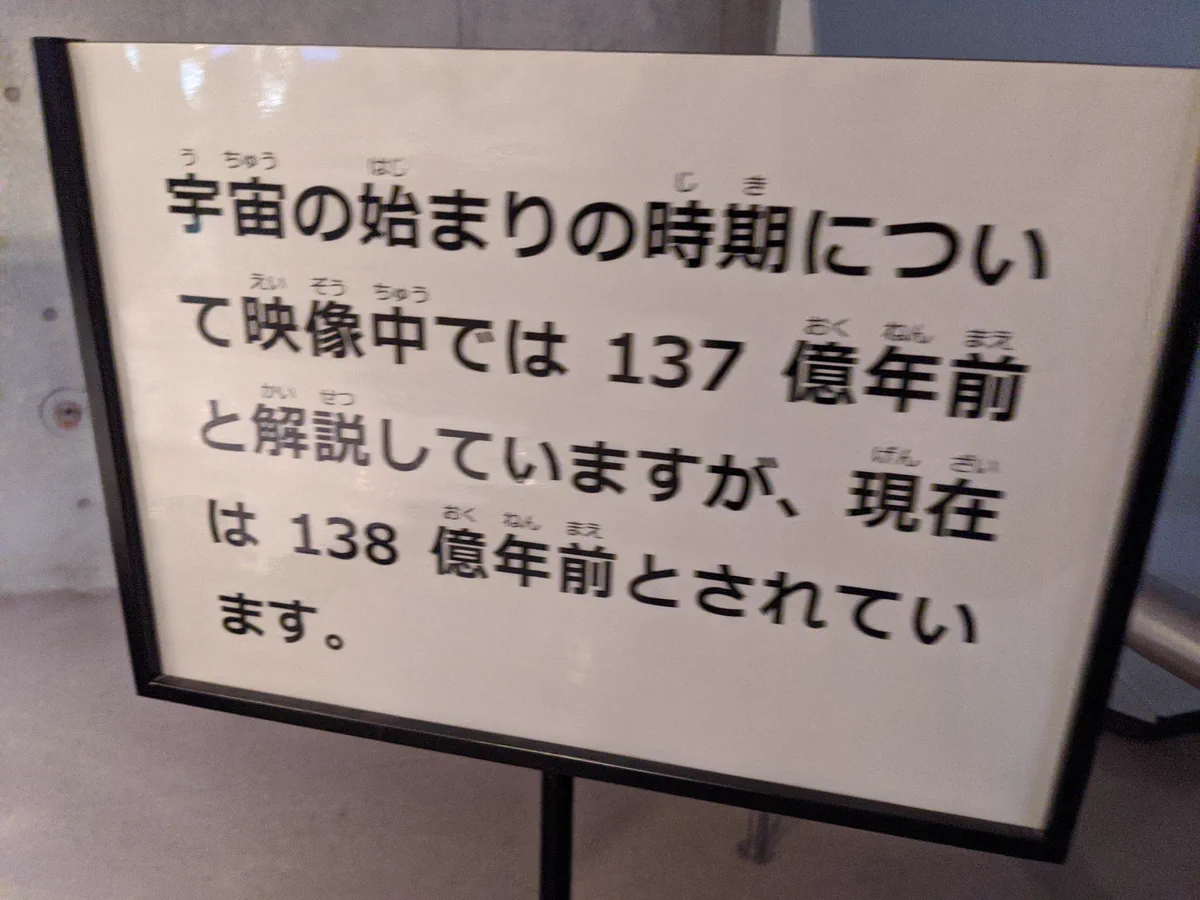 宇宙の始まりの時期につい
て映像中では 137 億年前
と解説していますが、現在
は 138 億年前とされてい
ます。